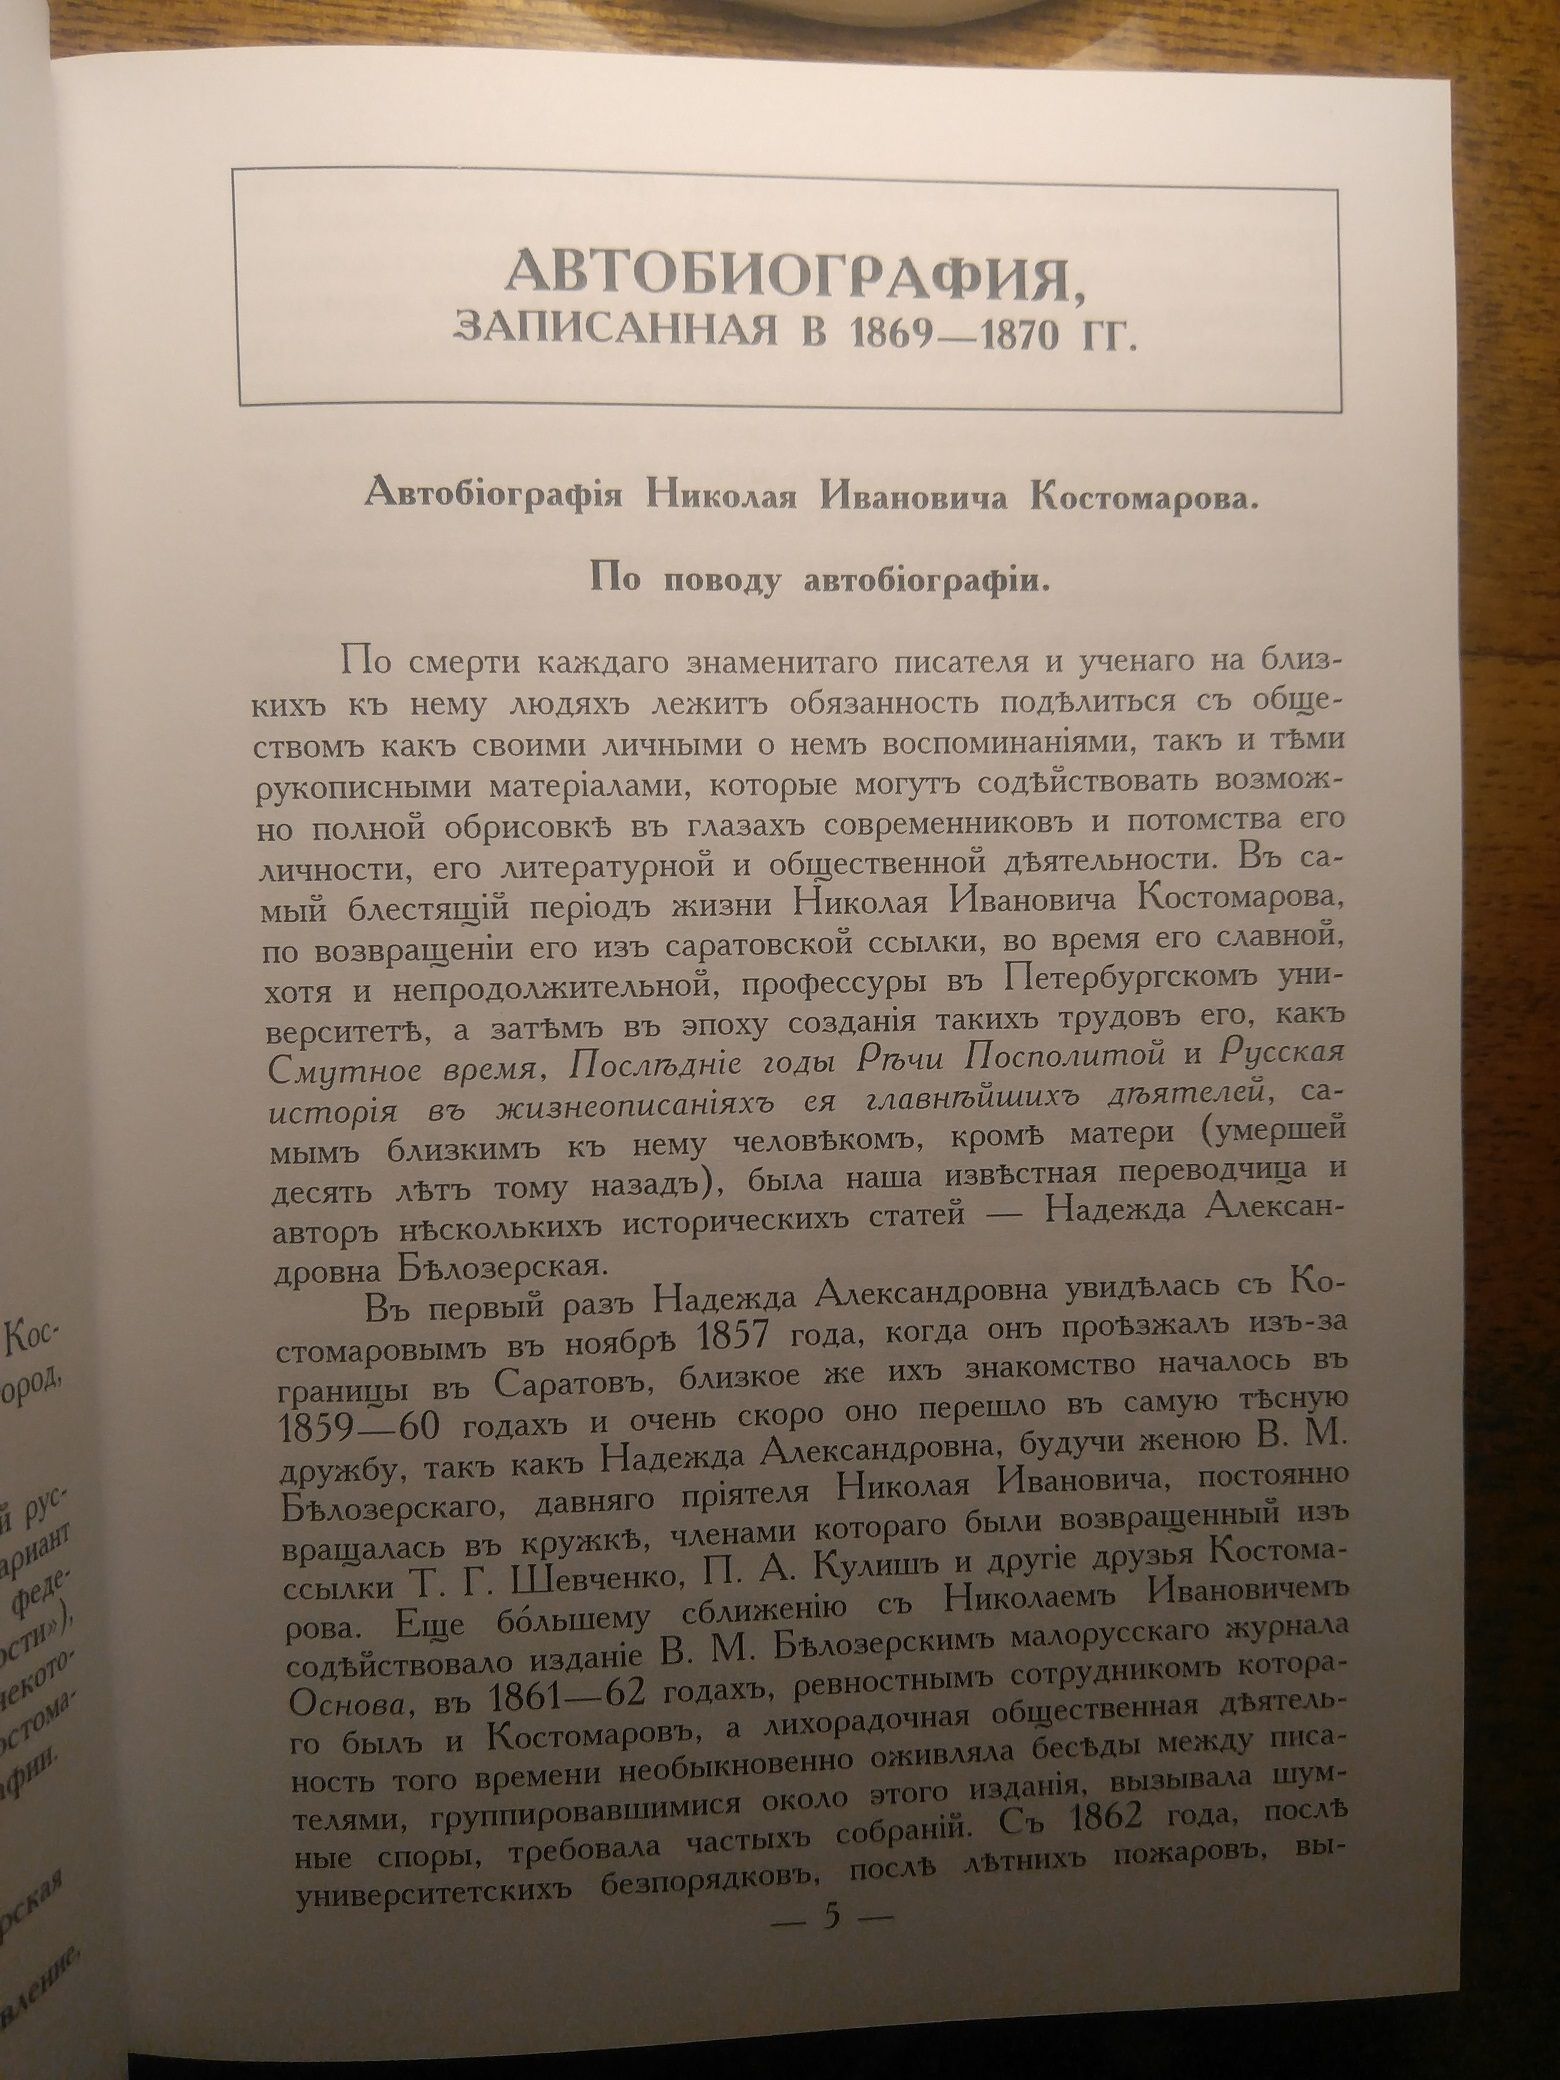 АВТОБИОГРАФИЯ,
ЗАПИСАННАЯ В 1869—1870 ГГ.
Автобіографія Николая Ивановича Костомарова.
По поводу автобіографіи.
По смерти каждаго знаменитаго писателя и ученаго на близ-
кихъ къ нему людяхъ лежитъ обязанность подѣлиться съ обще-
ствомъ какъ своими личными о немъ воспоминаніями, такъ и тѣми
рукописными матеріалами, которые могутъ содѣйствовать возмож-
но полной обрисовкѣ въ глазахъ современниковъ и потомства его
личности, его литературной и общественной дѣятельности. Въ са-
мый блестящій періодъ жизни Николая Ивановича Костомарова,
по возвращеніи его изъ саратовской ссылки, во время его славной,
хотя и непродолжительной, профессуры въ Петербургскомъ уни-
верситетѣ, а затѣмъ въ эпоху созданія такихъ трудовъ его, какъ
Смутное время, Послѣдніе годы Рѣчи Посполитой и Русская
исторія въ жизнеописаніяхъ ея главнѣйшихъ дѣятелей, са-
мымъ близкимъ къ нему человѣкомъ, кромѣ матери (умершей
десять лѣтъ тому назадъ), была наша извѣстная переводчица и
авторъ нѣсколькихъ историческихъ статей — Надежда Алексан-
дровна Бѣлозерская.
Въ первый разъ Надежда Александровна увидѣлась съ Ко-
стомаровымъ въ ноябрѣ 1857 года, когда онъ проѣзжалъ изъ-за
границы въ Саратовъ, близкое же ихъ знакомство началось въ
1859—60 годахъ и очень скоро оно перешло въ самую тѣсную
дружбу, такъ какъ Надежда Александровна, будучи женою В. М.
Бѣлозерскаго, давняго пріятеля Николая Ивановича, постоянно
вращалась въ кружкѣ, членами котораго были возвращенный изъ
ссылки Т. Г. Шевченко, П. А. Кулишъ и другіе друзья Костома-
рова. Еще бо́льшему сближенію съ Николаемъ Ивановичемъ
содѣйствовало изданіе В. М. Бѣлозерскимъ малорусскаго журнала
Основа, въ 1861—62 годахъ, ревностнымъ сотрудникомъ котора-
го былъ и Костомаровъ, а лихорадочная общественная дѣятель-
ность того времени необыкновенно оживляла бесѣды между писа-
телями, группировавшимися около этого изданія, вызывала шум-
ные споры, требовала частыхъ собраній. Съ 1862 года, послѣ
университетскихъ безпорядковъ, послѣ лѣтнихъ пожаровъ, вы-
— 5 —
Кос-
ород,
й рус-
ариант
феде-
ости»),
некото-
остома-
афии.
рская
вление,